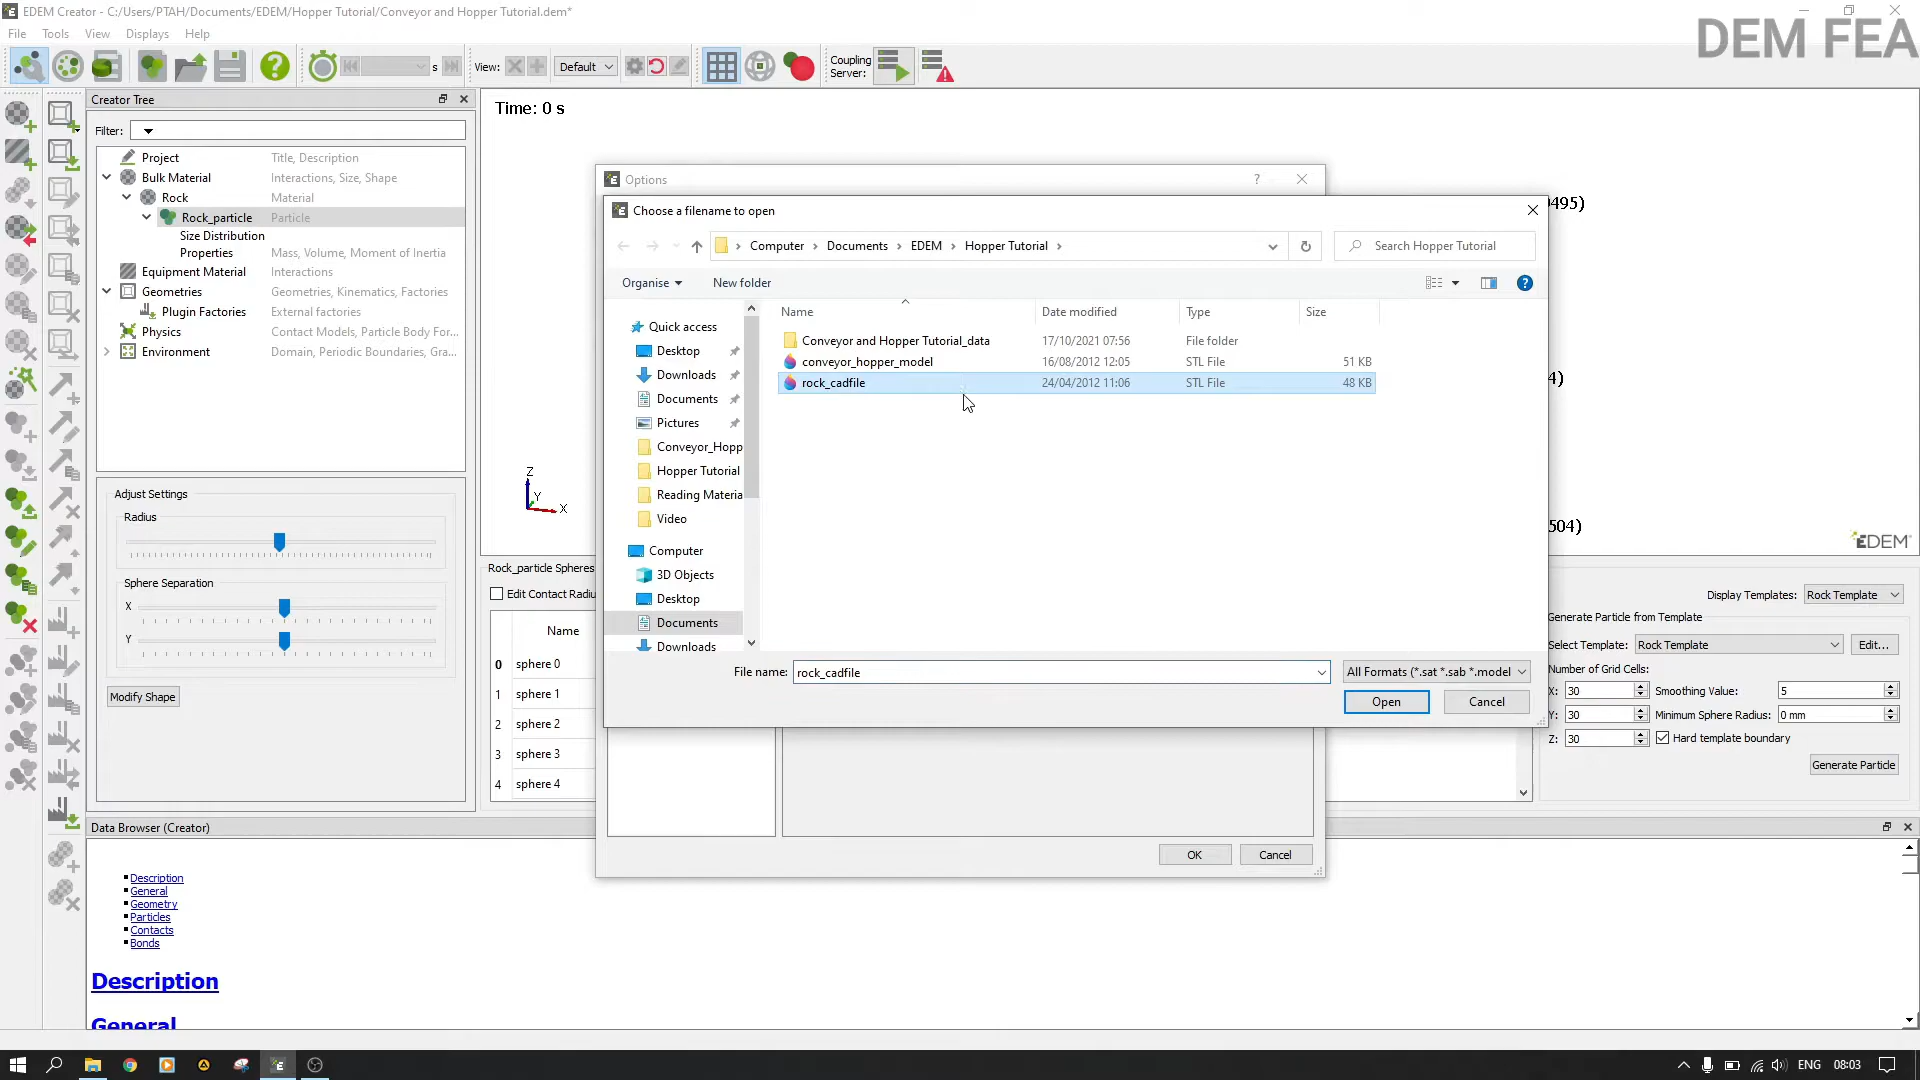 EDEM Creator - C:/Users/PTAH/Documents/EDEM/Hopper Tutorial/Conveyor and Hopper Tutorial.dem*
DEM FEA
File Tools View Displays Help
s View: Default Coupling Server:
Creator Tree
Filter:
Project Title, Description
Bulk Material Interactions, Size, Shape
Rock Material
Rock_particle Particle
Size Distribution
Properties Mass, Volume, Moment of Inertia
Equipment Material Interactions
Geometries Geometries, Kinematics, Factories
Plugin Factories External factories
Physics Contact Models, Particle Body For...
Environment Domain, Periodic Boundaries, Gra...
Adjust Settings
Radius
Sphere Separation
X
Y
Modify Shape
Time: 0 s
Z
Y
X
495)
4)
504)
EDEM
Options
?
Choose a filename to open
Computer Documents EDEM Hopper Tutorial
Search Hopper Tutorial
Organise New folder
Name Date modified Type Size
Conveyor and Hopper Tutorial_data 17/10/2021 07:56 File folder
conveyor_hopper_model 16/08/2012 12:05 STL File 51 KB
rock_cadfile 24/04/2012 11:06 STL File 48 KB
Quick access
Desktop
Downloads
Documents
Pictures
Conveyor_Hopp
Hopper Tutorial
Reading Materia
Video
Computer
3D Objects
Desktop
Documents
Downloads
File name: rock_cadfile All Formats (*.sat *.sab *.model
Open Cancel
OK Cancel
Rock_particle Spheres
Edit Contact Radiu
Name
0 sphere 0
1 sphere 1
2 sphere 2
3 sphere 3
4 sphere 4
Display Templates: Rock Template
Generate Particle from Template
Select Template: Rock Template Edit...
Number of Grid Cells:
X: 30 Smoothing Value: 5
Y: 30 Minimum Sphere Radius: 0 mm
Z: 30 Hard template boundary
Generate Particle
Data Browser (Creator)
Description
General
Geometry
Particles
Contacts
Bonds
Description
General
ENG 08:03